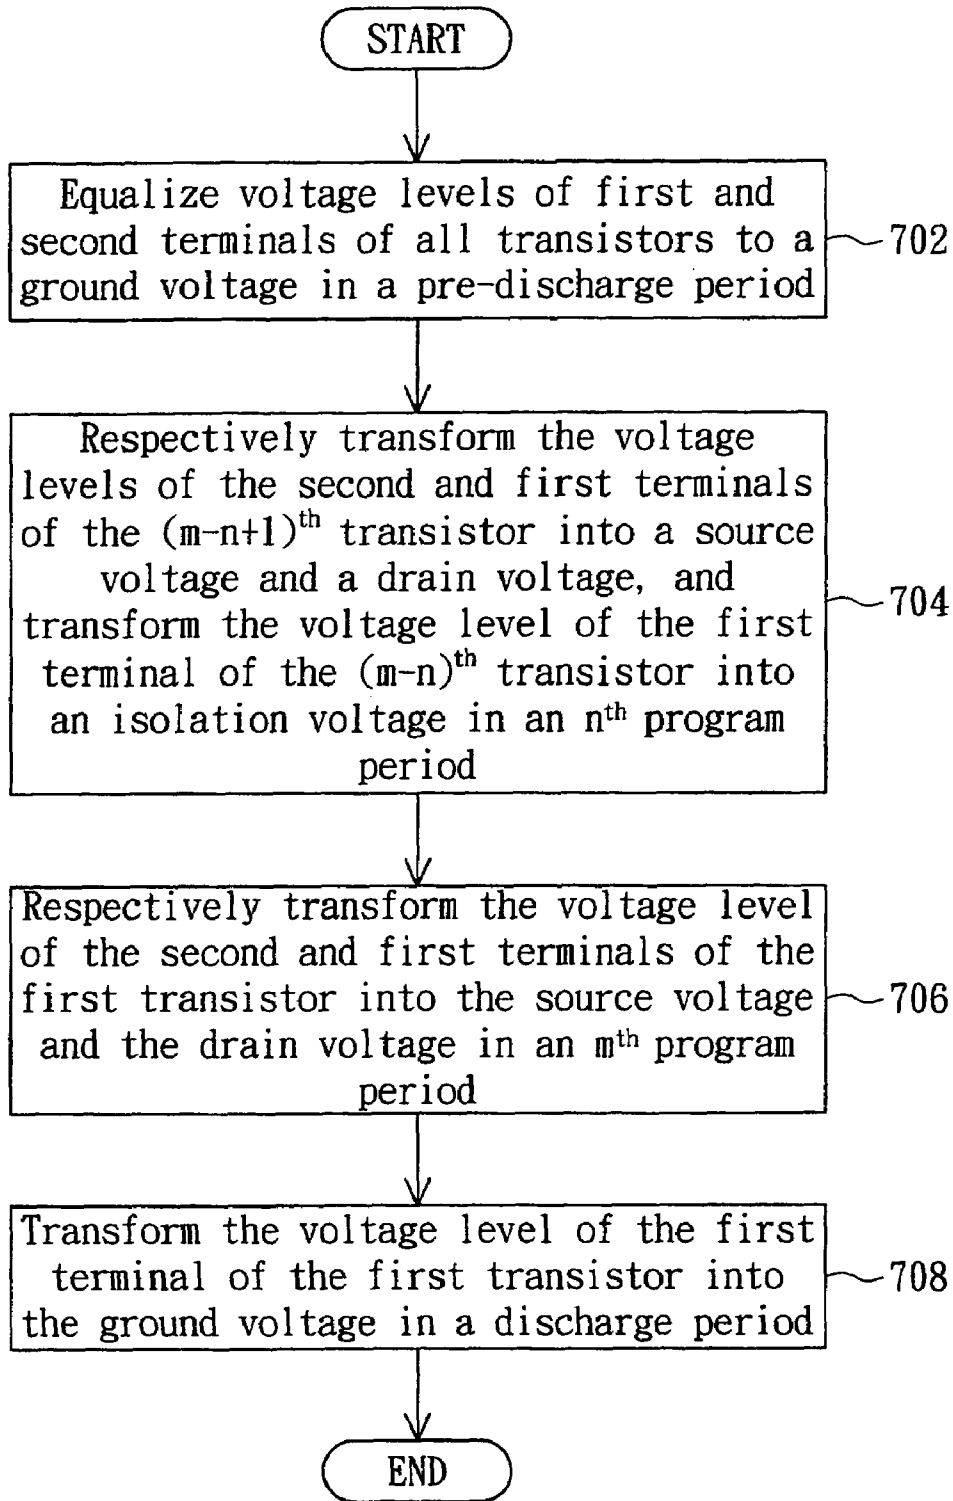 START
Equalize voltage levels of first and
second terminals of all transistors to a
ground voltage in a pre-discharge period
702
Respectively transform the voltage
levels of the second and first terminals
of the (m-n+1)th transistor into a source
voltage and a drain voltage, and
transform the voltage level of the first
terminal of the (m-n)th transistor into
an isolation voltage in an nth program
period
704
Respectively transform the voltage level
of the second and first terminals of the
first transistor into the source voltage
and the drain voltage in an mth program
period
706
Transform the voltage level of the first
terminal of the first transistor into
the ground voltage in a discharge period
708
END